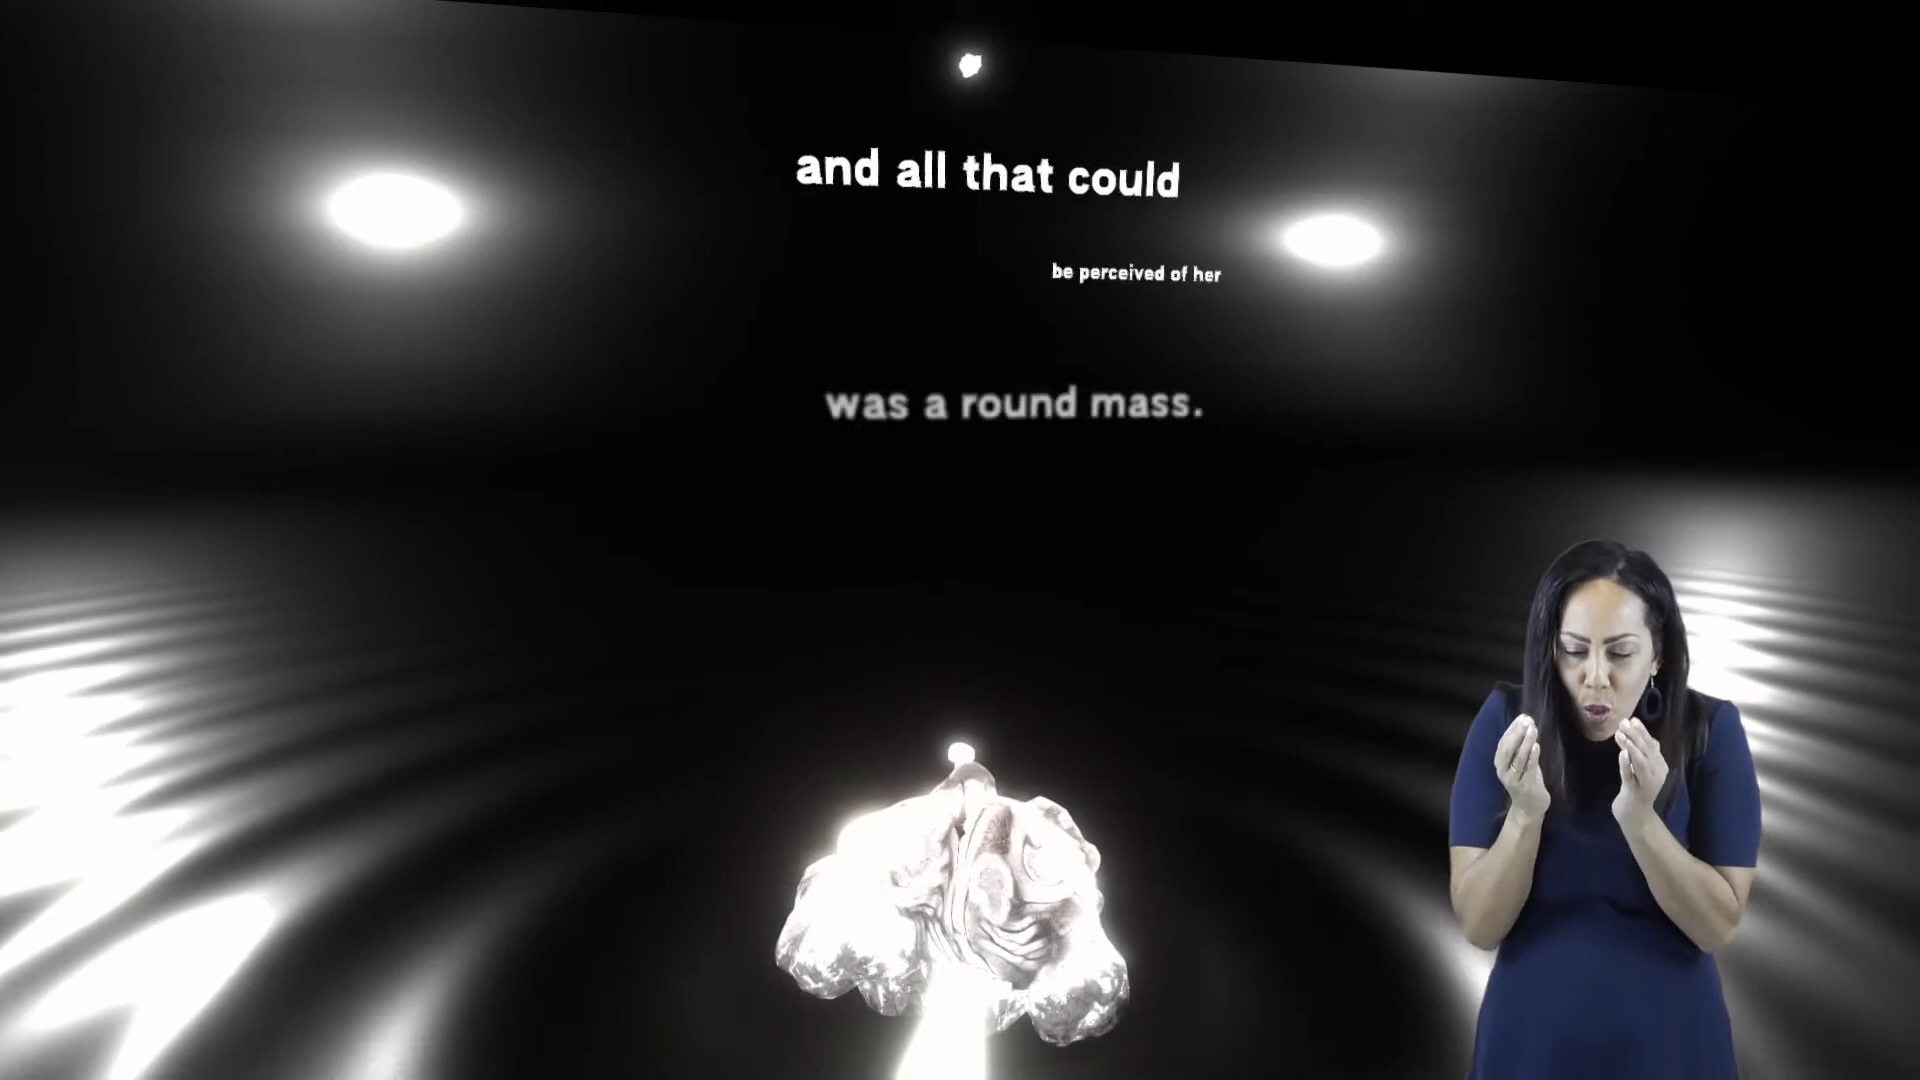 and all that could
be perceived of her
was a round mass.